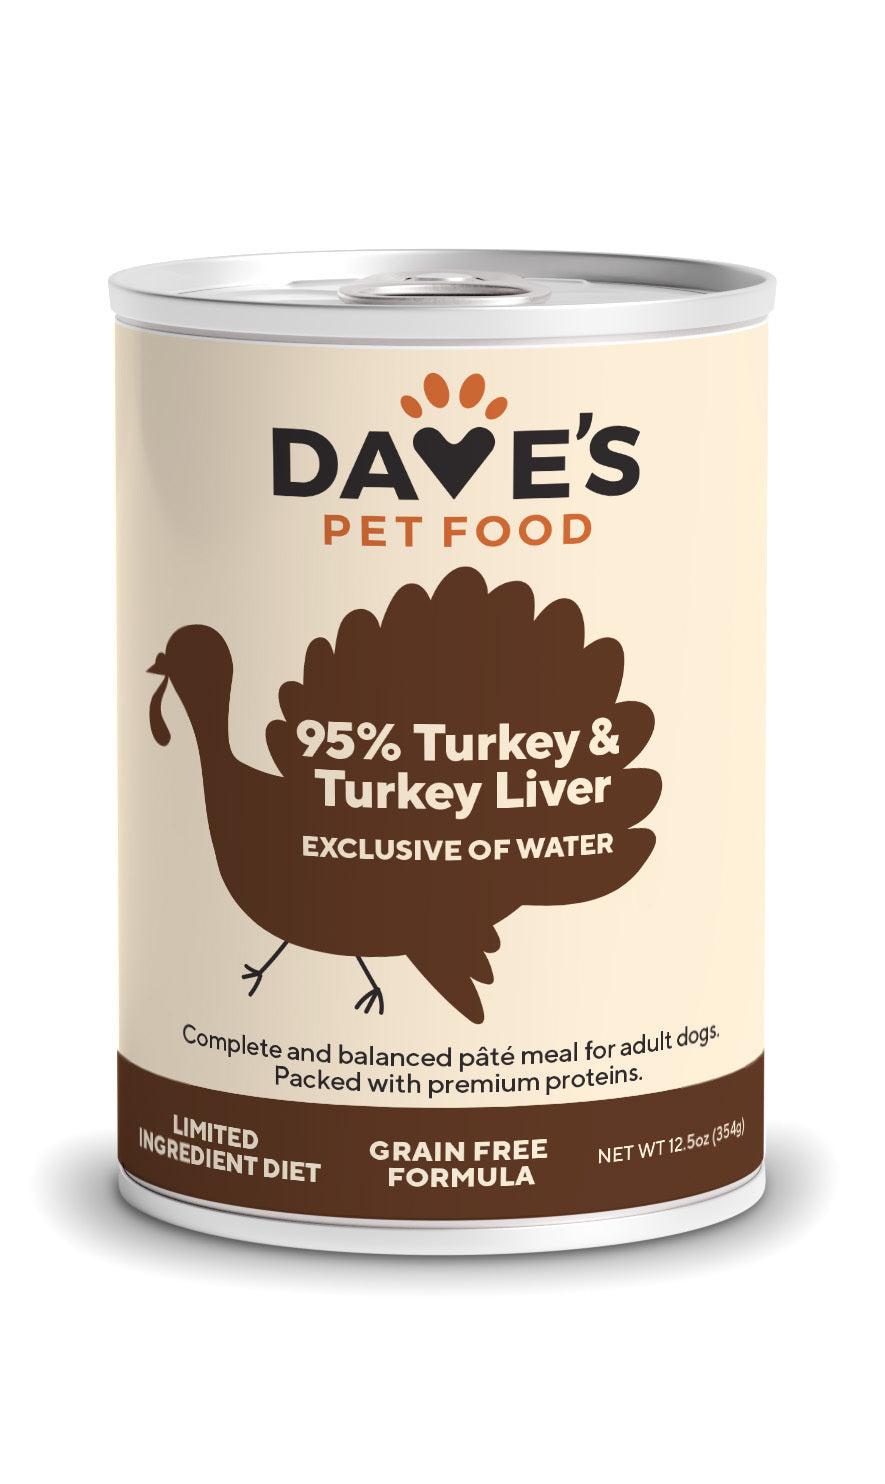 DAVE'S
PET FOOD
95% Turkey &
Turkey Liver
EXCLUSIVE OF WATER
Complete and balanced pâté meal for adult dogs.
Packed with premium proteins.
LIMITED
INGREDIENT DIET
GRAIN FREE
FORMULA
NET WT 12.5oz (354g)